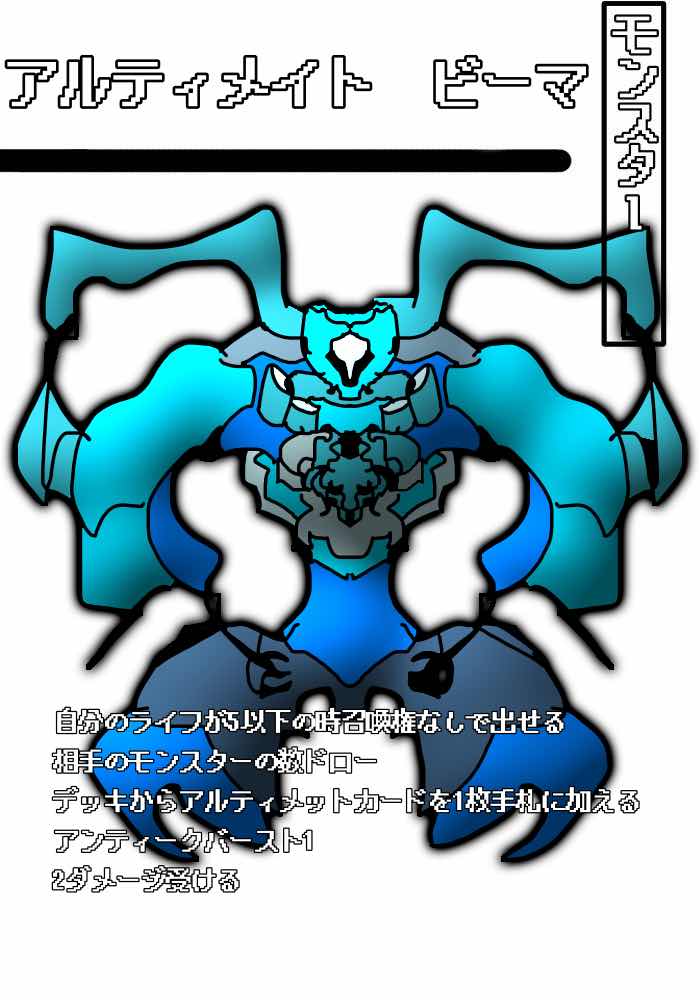 アルティメイト　ビーマ
モンスター1
自分のライフが5以下の時召喚権なしで出せる
相手のモンスターの数ドロー
デッキからアルティメットカードを1枚手札に加える
アンティークバースト1
2ダメージ受ける